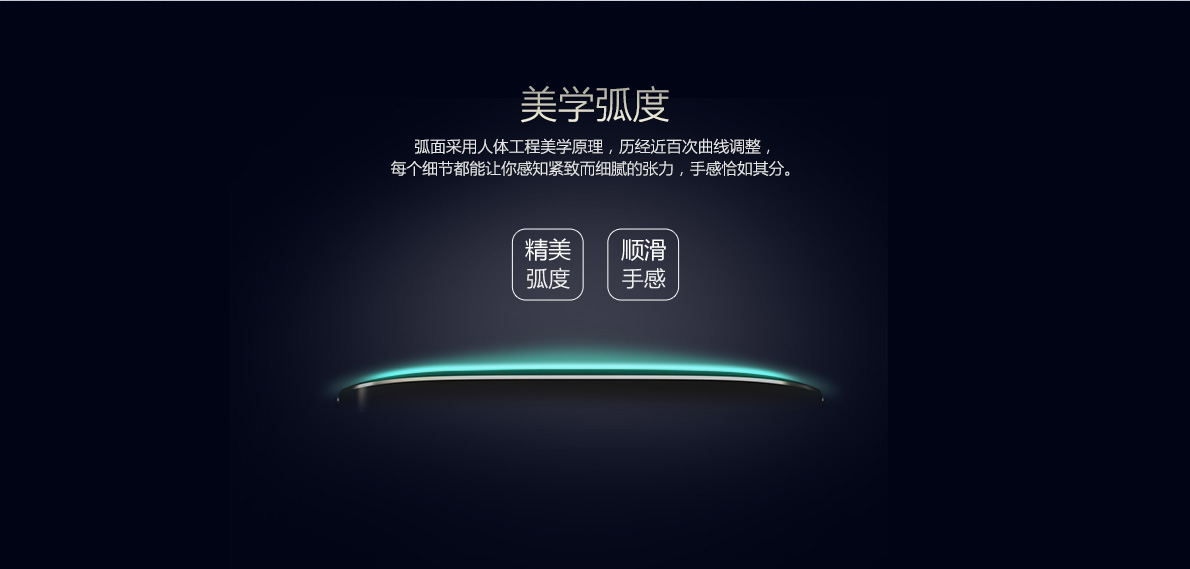 美学弧度
弧面采用人体工程美学原理，历经近百次曲线调整，
每个细节都能让你感知紧致而细腻的张力，手感恰如其分。
精美
弧度
顺滑
手感